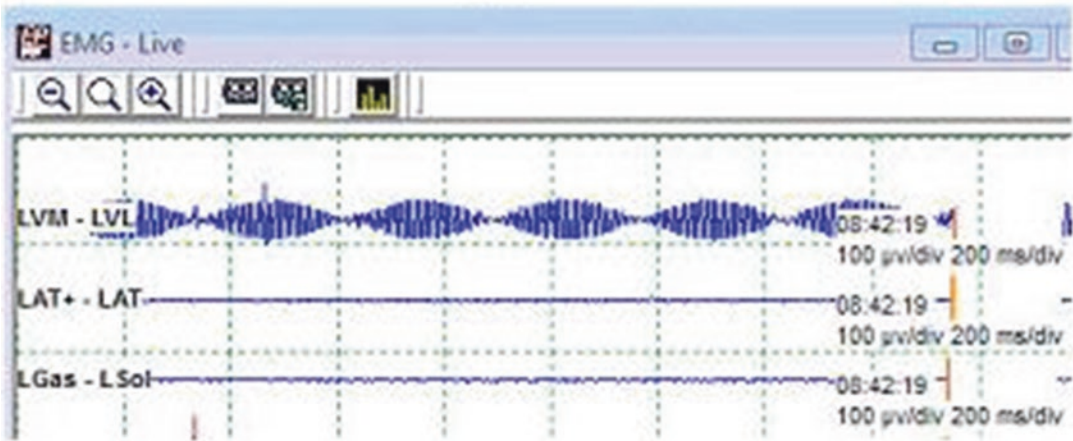 EMG - Live
LVM - LVL
08:42:19
100 µv/div 200 ms/div
LAT+ - LAT
08:42:19
100 µv/div 200 ms/div
LGas - LSol
08:42:19
100 µv/div 200 ms/div